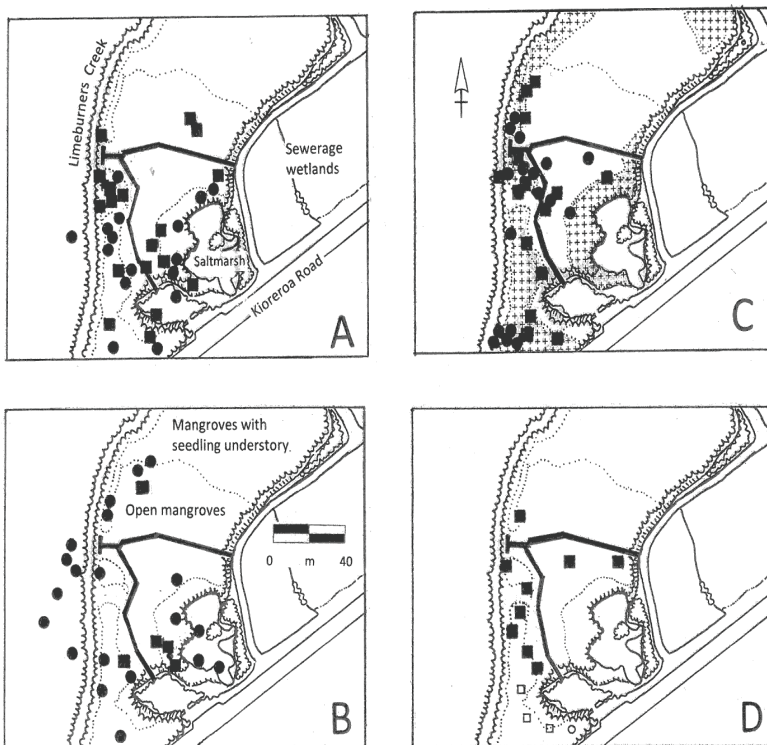 Limeburners Creek
Sewerage
wetlands
Saltmarsh
Kioreroa Road
A
C
Mangroves with
seedling understory
Open mangroves
0 m 40
B
D